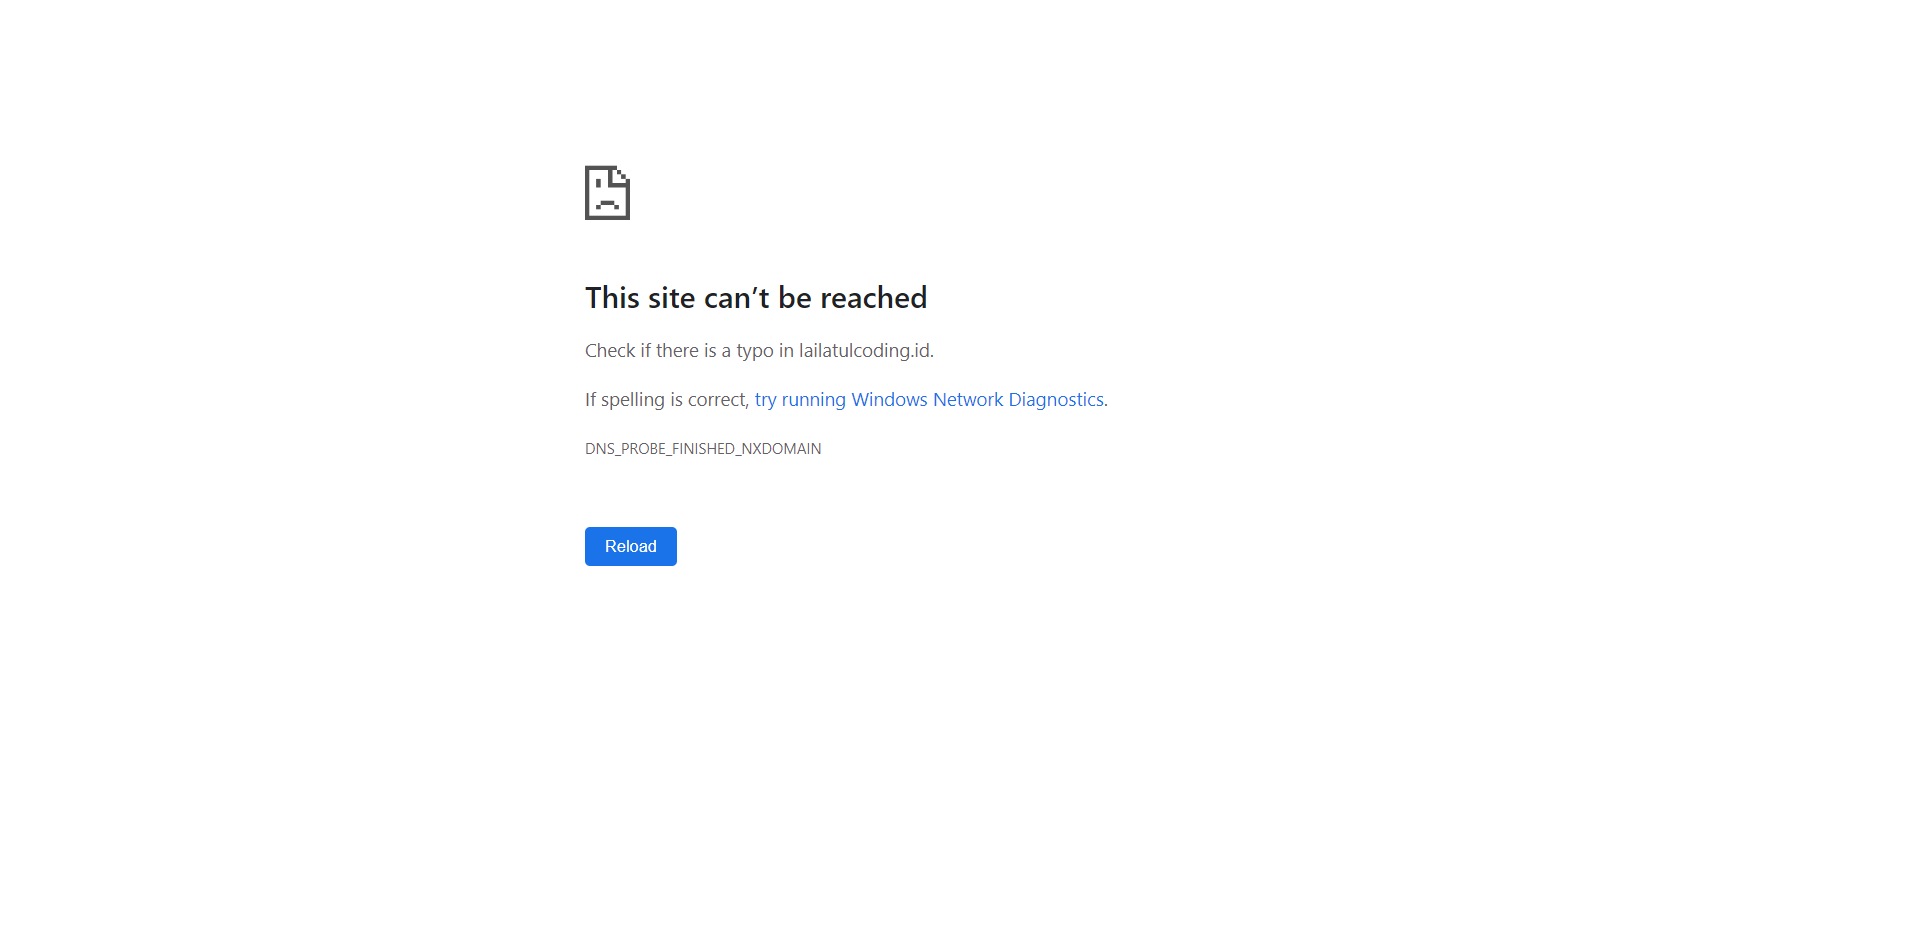 This site can’t be reached
Check if there is a typo in lailatulcoding.id.
If spelling is correct, try running Windows Network Diagnostics.
DNS_PROBE_FINISHED_NXDOMAIN
Reload